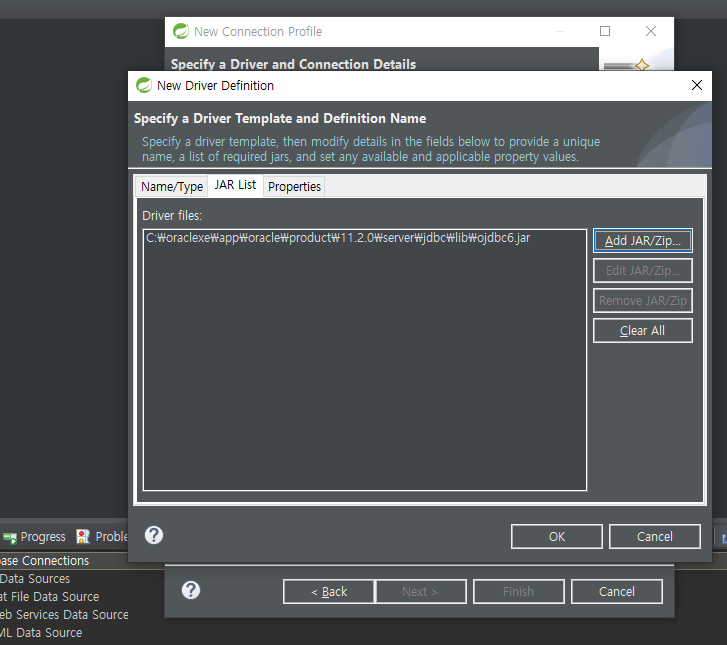 New Connection Profile
Specify a Driver and Connection Details
New Driver Definition
Specify a Driver Template and Definition Name
Specify a driver template, then modify details in the fields below to provide a unique
name, a list of required jars, and set any available and applicable property values.
Name/Type JAR List Properties
Driver files:
C:₩oraclexe₩app₩oracle₩product₩11.2.0₩server₩jdbc₩lib₩ojdbc6.jar
Add JAR/Zip...
Edit JAR/Zip...
Remove JAR/Zip
Clear All
OK Cancel
Progress Proble
ase Connections
Data Sources
at File Data Source
eb Services Data Source
ML Data Source
< Back Next > Finish Cancel